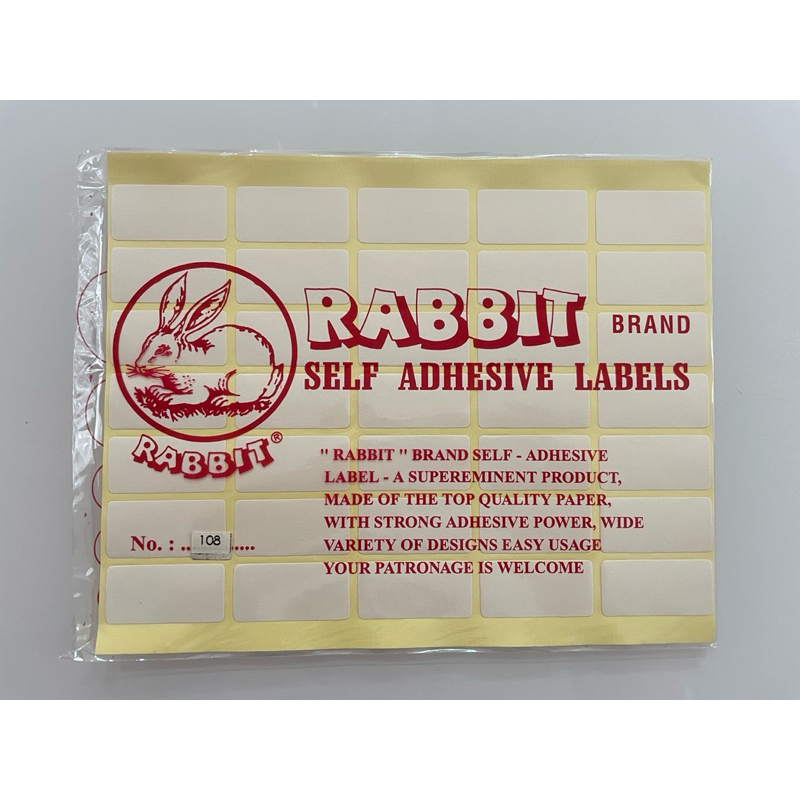 RABBIT BRAND
SELF ADHESIVE LABELS
RABBIT®
" RABBIT " BRAND SELF - ADHESIVE
LABEL - A SUPEREMINENT PRODUCT,
MADE OF THE TOP QUALITY PAPER,
WITH STRONG ADHESIVE POWER, WIDE
VARIETY OF DESIGNS EASY USAGE
YOUR PATRONAGE IS WELCOME
No. : .. 108 ....